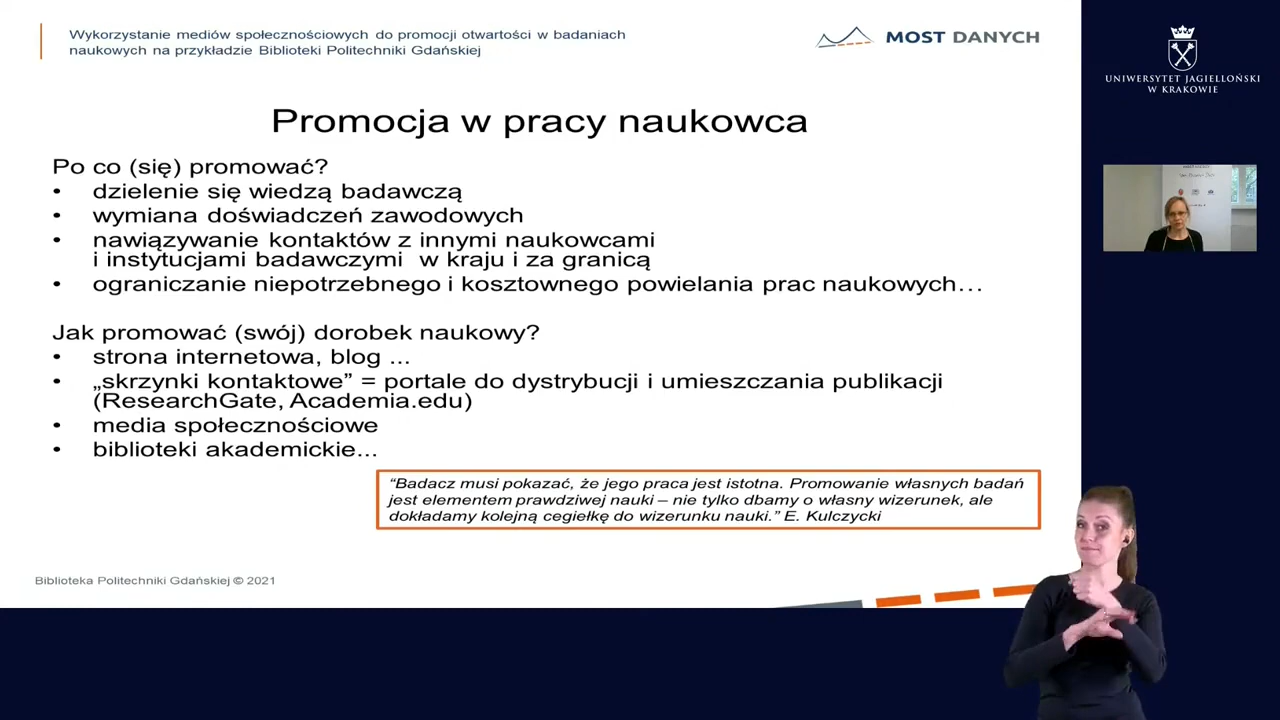 Wykorzystanie mediów społecznościowych do promocji otwartości w badaniach
naukowych na przykładzie Biblioteki Politechniki Gdańskiej
MOST DANYCH
UNIWERSYTET JAGIELLOŃSKI
W KRAKOWIE
Promocja w pracy naukowca
Po co (się) promować?
• dzielenie się wiedzą badawczą
• wymiana doświadczeń zawodowych
• nawiązywanie kontaktów z innymi naukowcami
i instytucjami badawczymi w kraju i za granicą
• ograniczanie niepotrzebnego i kosztownego powielania prac naukowych…
Jak promować (swój) dorobek naukowy?
• strona internetowa, blog ...
• „skrzynki kontaktowe” = portale do dystrybucji i umieszczania publikacji
(ResearchGate, Academia.edu)
• media społecznościowe
• biblioteki akademickie...
“Badacz musi pokazać, że jego praca jest istotna. Promowanie własnych badań
jest elementem prawdziwej nauki – nie tylko dbamy o własny wizerunek, ale
dokładamy kolejną cegiełkę do wizerunku nauki.” E. Kulczycki
Biblioteka Politechniki Gdańskiej © 2021